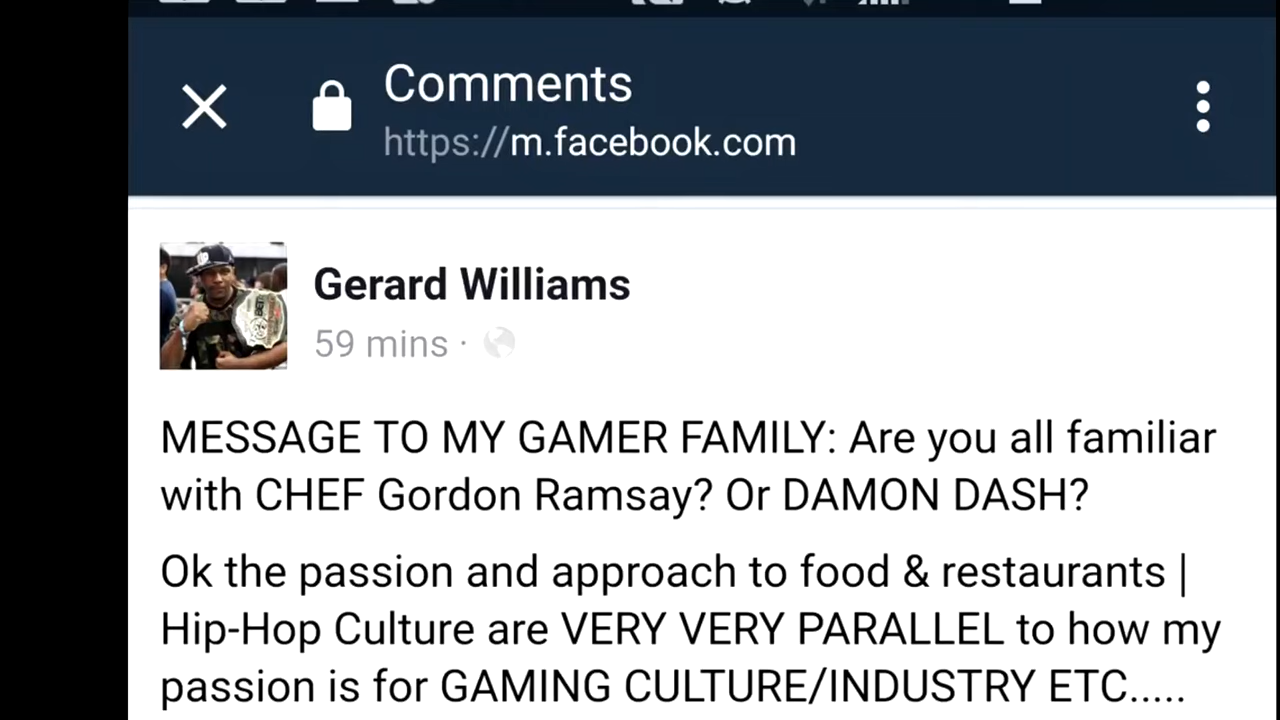 Comments
https://m.facebook.com
Gerard Williams
59 mins ·
MESSAGE TO MY GAMER FAMILY: Are you all familiar
with CHEF Gordon Ramsay? Or DAMON DASH?
Ok the passion and approach to food & restaurants |
Hip-Hop Culture are VERY VERY PARALLEL to how my
passion is for GAMING CULTURE/INDUSTRY ETC.....